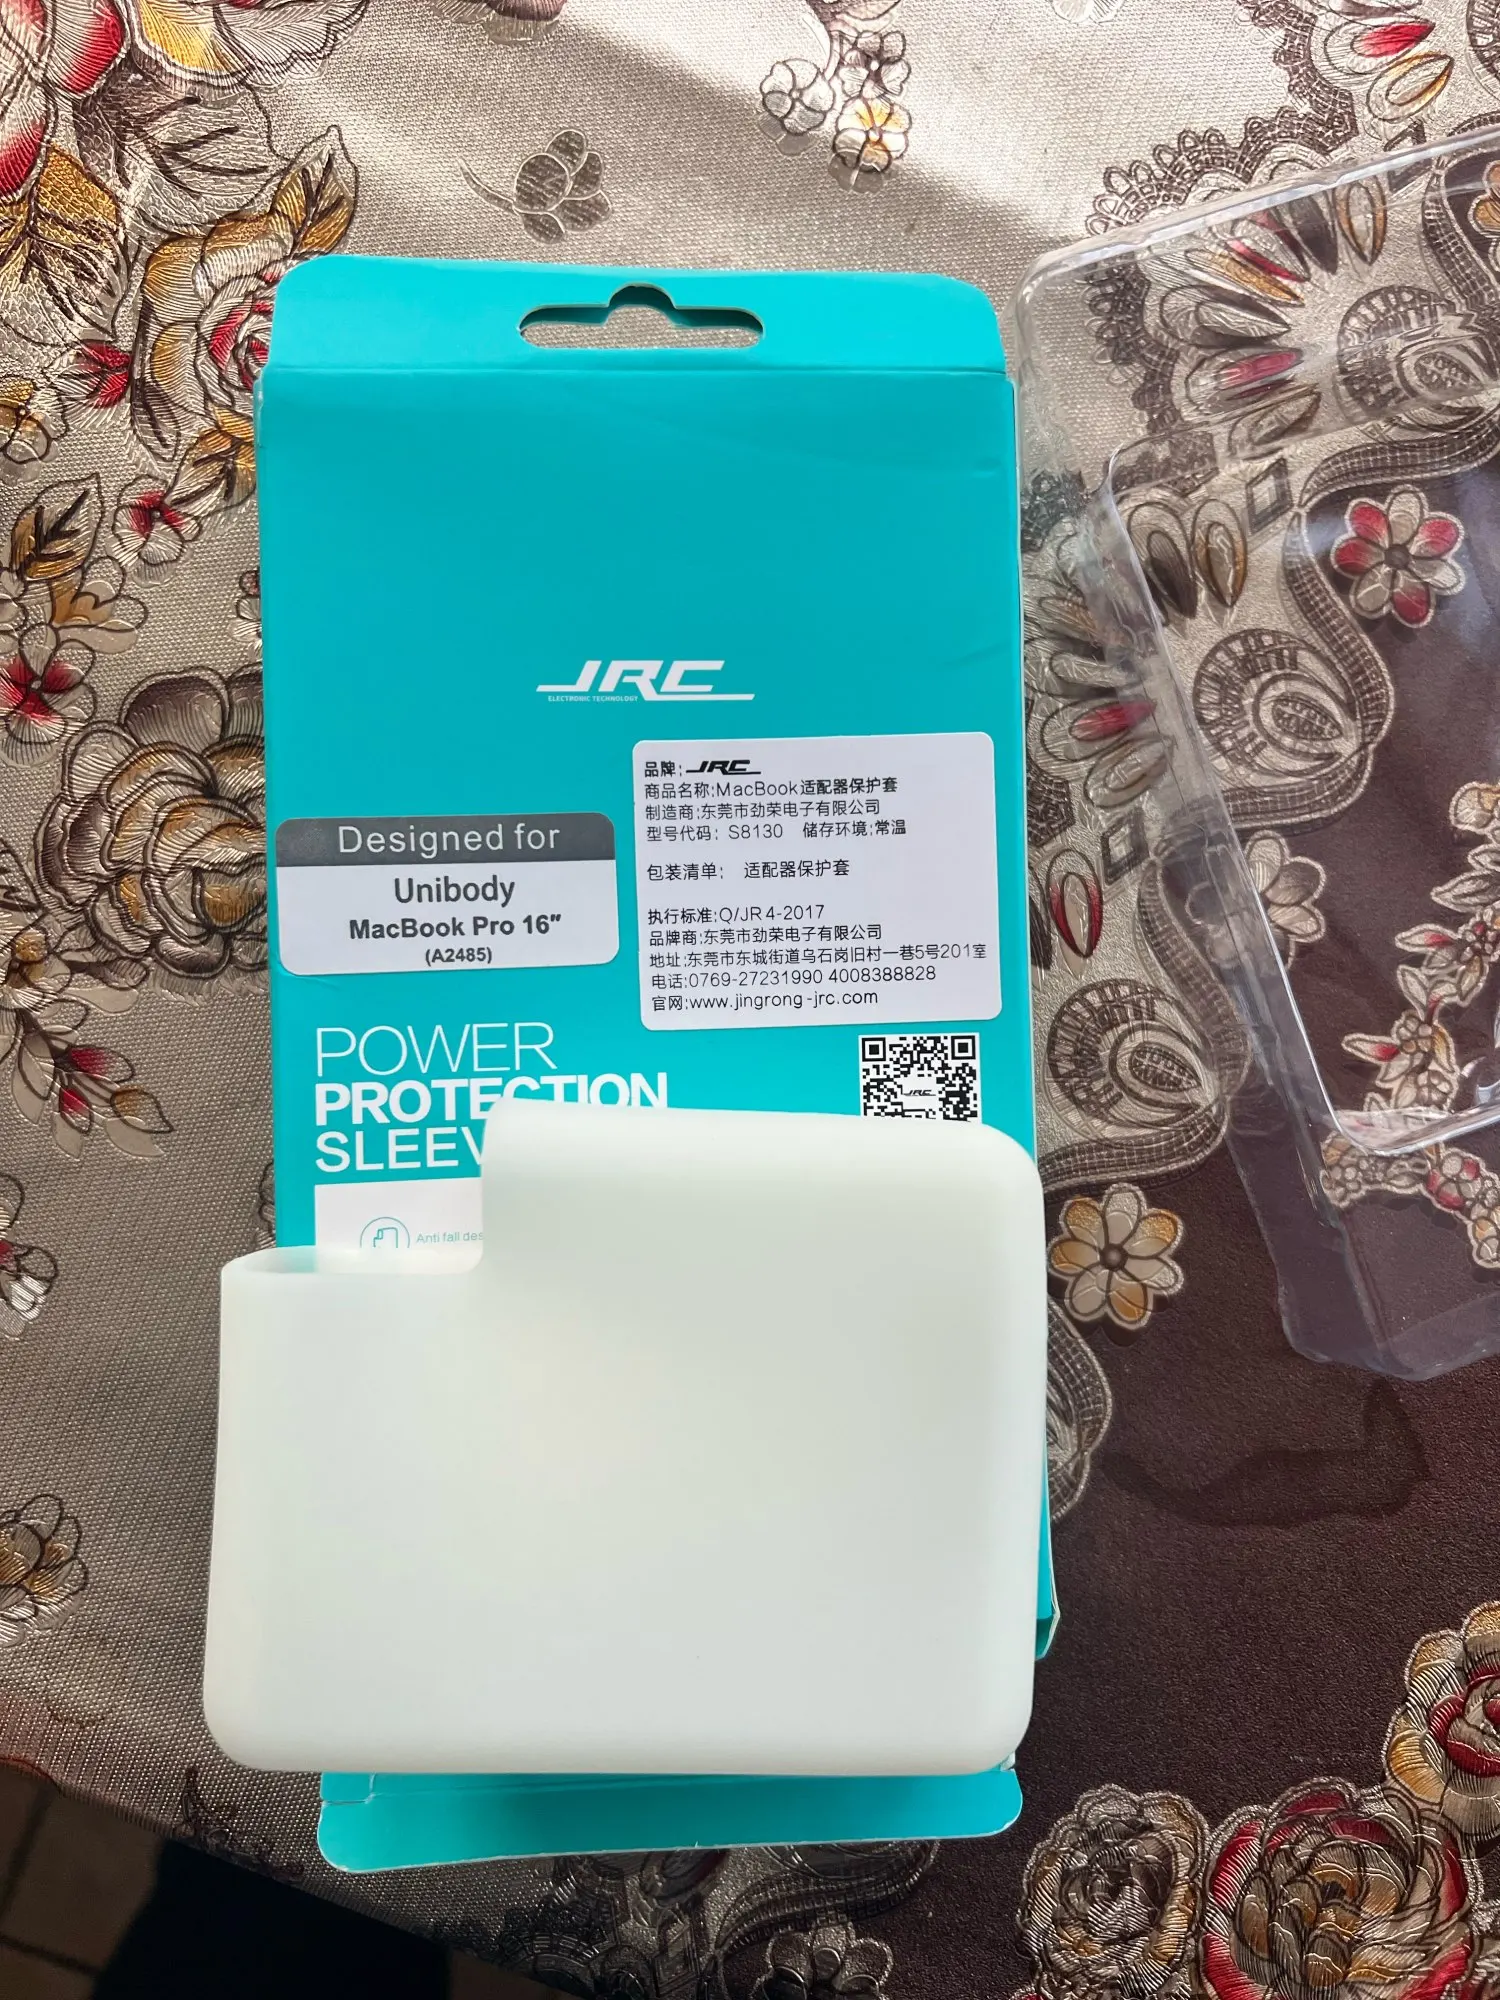 JRC
ELECTRONIC TECHNOLOGY
品牌:JRC
商品名称:MacBook适配器保护套
制造商:东莞市劲荣电子有限公司
型号代码: S8130 储存环境:常温
包装清单: 适配器保护套
执行标准:Q/JR 4-2017
品牌商:东莞市劲荣电子有限公司
地址:东莞市东城街道乌石岗旧村一巷5号201室
电话:0769-27231990 4008388828
官网:www.jingrong-jrc.com
Designed for
Unibody
MacBook Pro 16″
(A2485)
POWER
PROTECTION
SLEEV
JRC
Anti fall des